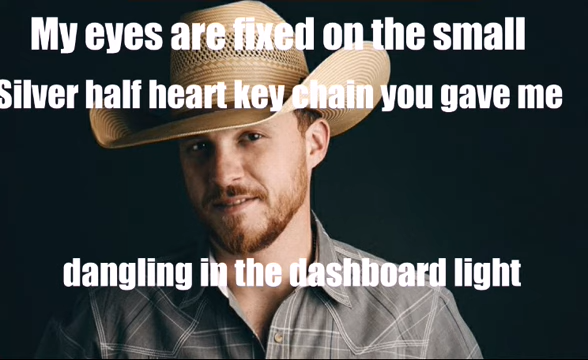 My eyes are fixed on the small
Silver half heart key chain you gave me
dangling in the dashboard light